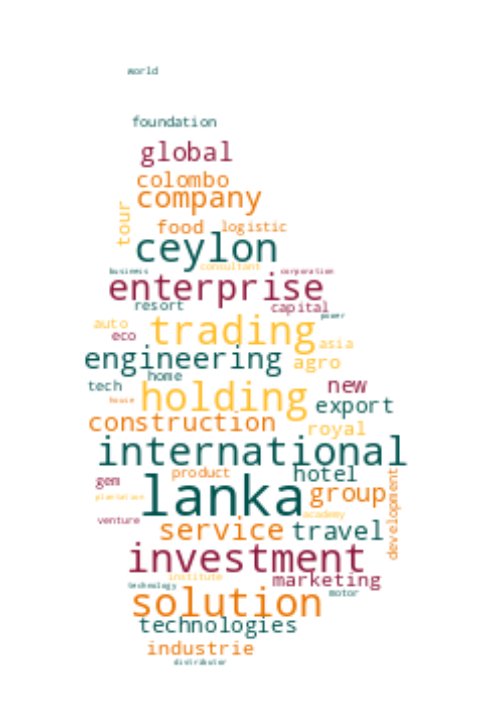 world
foundation
global
colombo
company
tour
food logistic
ceylon
business consultant corporation
enterprise
resort capital
power
auto trading
eco asia
engineering agro
home
tech new
house holding export
construction royal
international
gem product hotel
plantation lanka group development
venture academy
service travel
investment
institute marketing
technology motor
solution
technologies
industrie
distributor